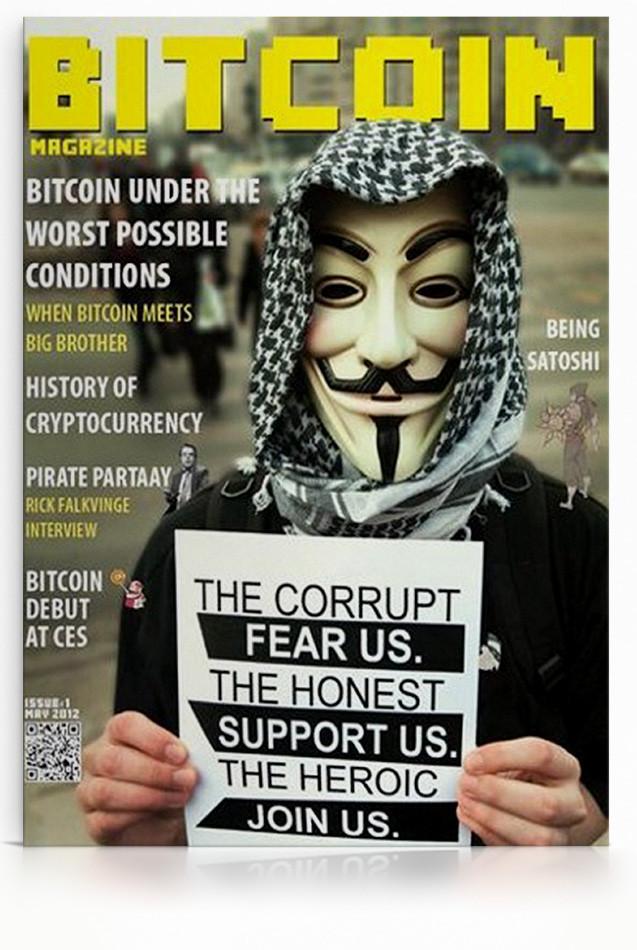 BITCOIN
MAGAZINE
BITCOIN UNDER THE
WORST POSSIBLE
CONDITIONS
WHEN BITCOIN MEETS
BIG BROTHER
HISTORY OF
CRYPTOCURRENCY
PIRATE PARTAAY
RICK FALKVINGE
INTERVIEW
BITCOIN
DEBUT
AT CES
ISSUE:1
MAY 2012
BEING
SATOSHI
THE CORRUPT
FEAR US.
THE HONEST
SUPPORT US.
THE HEROIC
JOIN US.